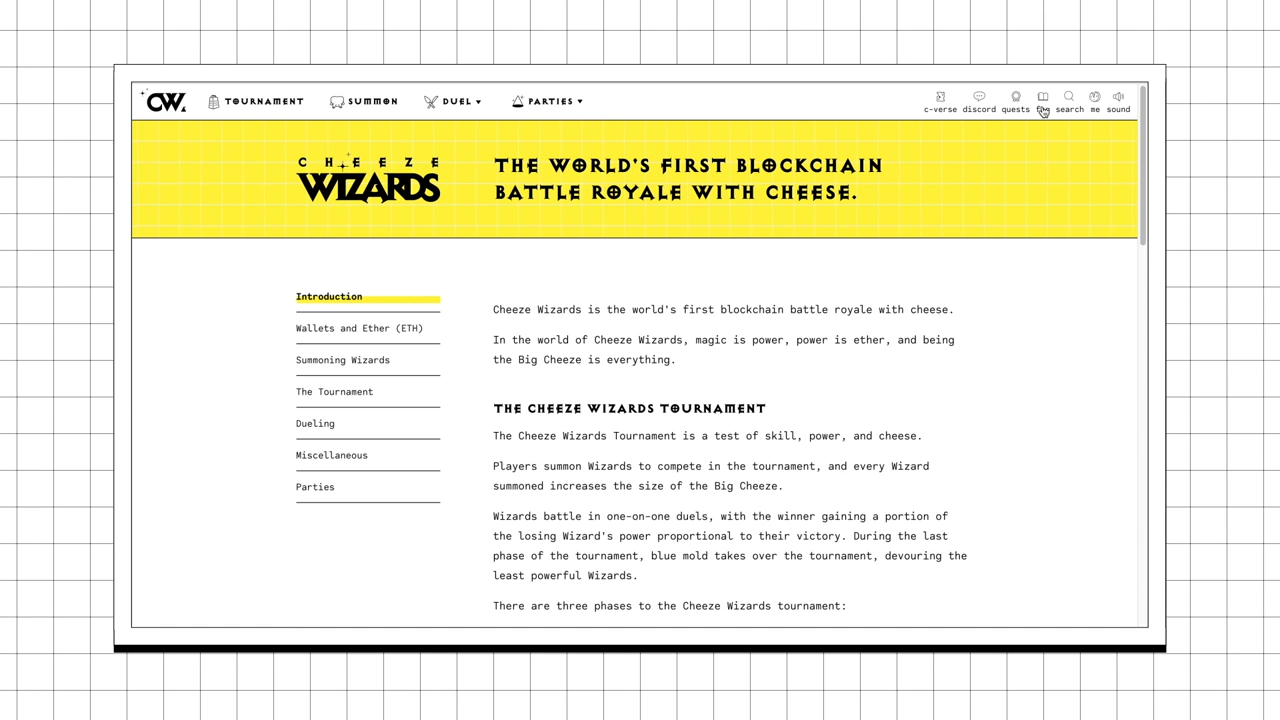 CW.
TOURNAMENT
SUMMON
DUEL
PARTIES
c-verse
discord
quests
search
me
sound
CHEEZE
WIZARDS
THE WORLD'S FIRST BLOCKCHAIN
BATTLE ROYALE WITH CHEESE.
Introduction
Wallets and Ether (ETH)
Summoning Wizards
The Tournament
Dueling
Miscellaneous
Parties
Cheeze Wizards is the world's first blockchain battle royale with cheese.
In the world of Cheeze Wizards, magic is power, power is ether, and being
the Big Cheeze is everything.
THE CHEEZE WIZARDS TOURNAMENT
The Cheeze Wizards Tournament is a test of skill, power, and cheese.
Players summon Wizards to compete in the tournament, and every Wizard
summoned increases the size of the Big Cheeze.
Wizards battle in one-on-one duels, with the winner gaining a portion of
the losing Wizard's power proportional to their victory. During the last
phase of the tournament, blue mold takes over the tournament, devouring the
least powerful Wizards.
There are three phases to the Cheeze Wizards tournament: